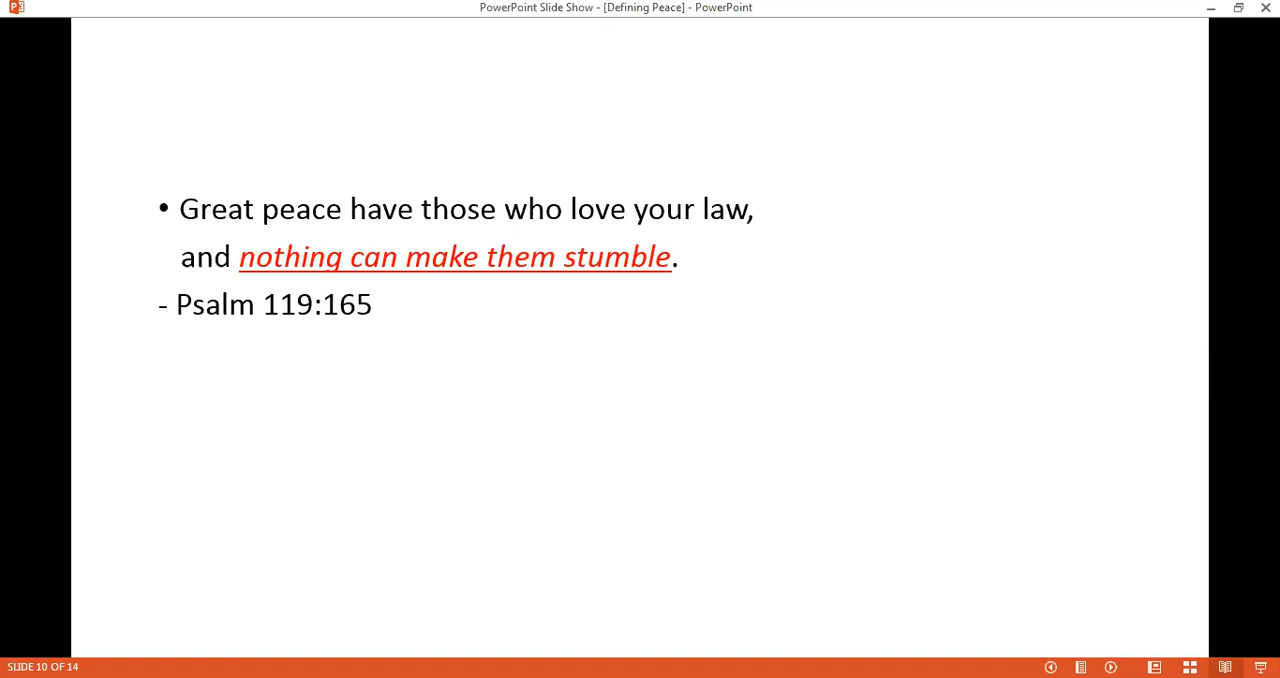 PowerPoint Slide Show - [Defining Peace] - PowerPoint
• Great peace have those who love your law,
and nothing can make them stumble.
- Psalm 119:165
SLIDE 10 OF 14